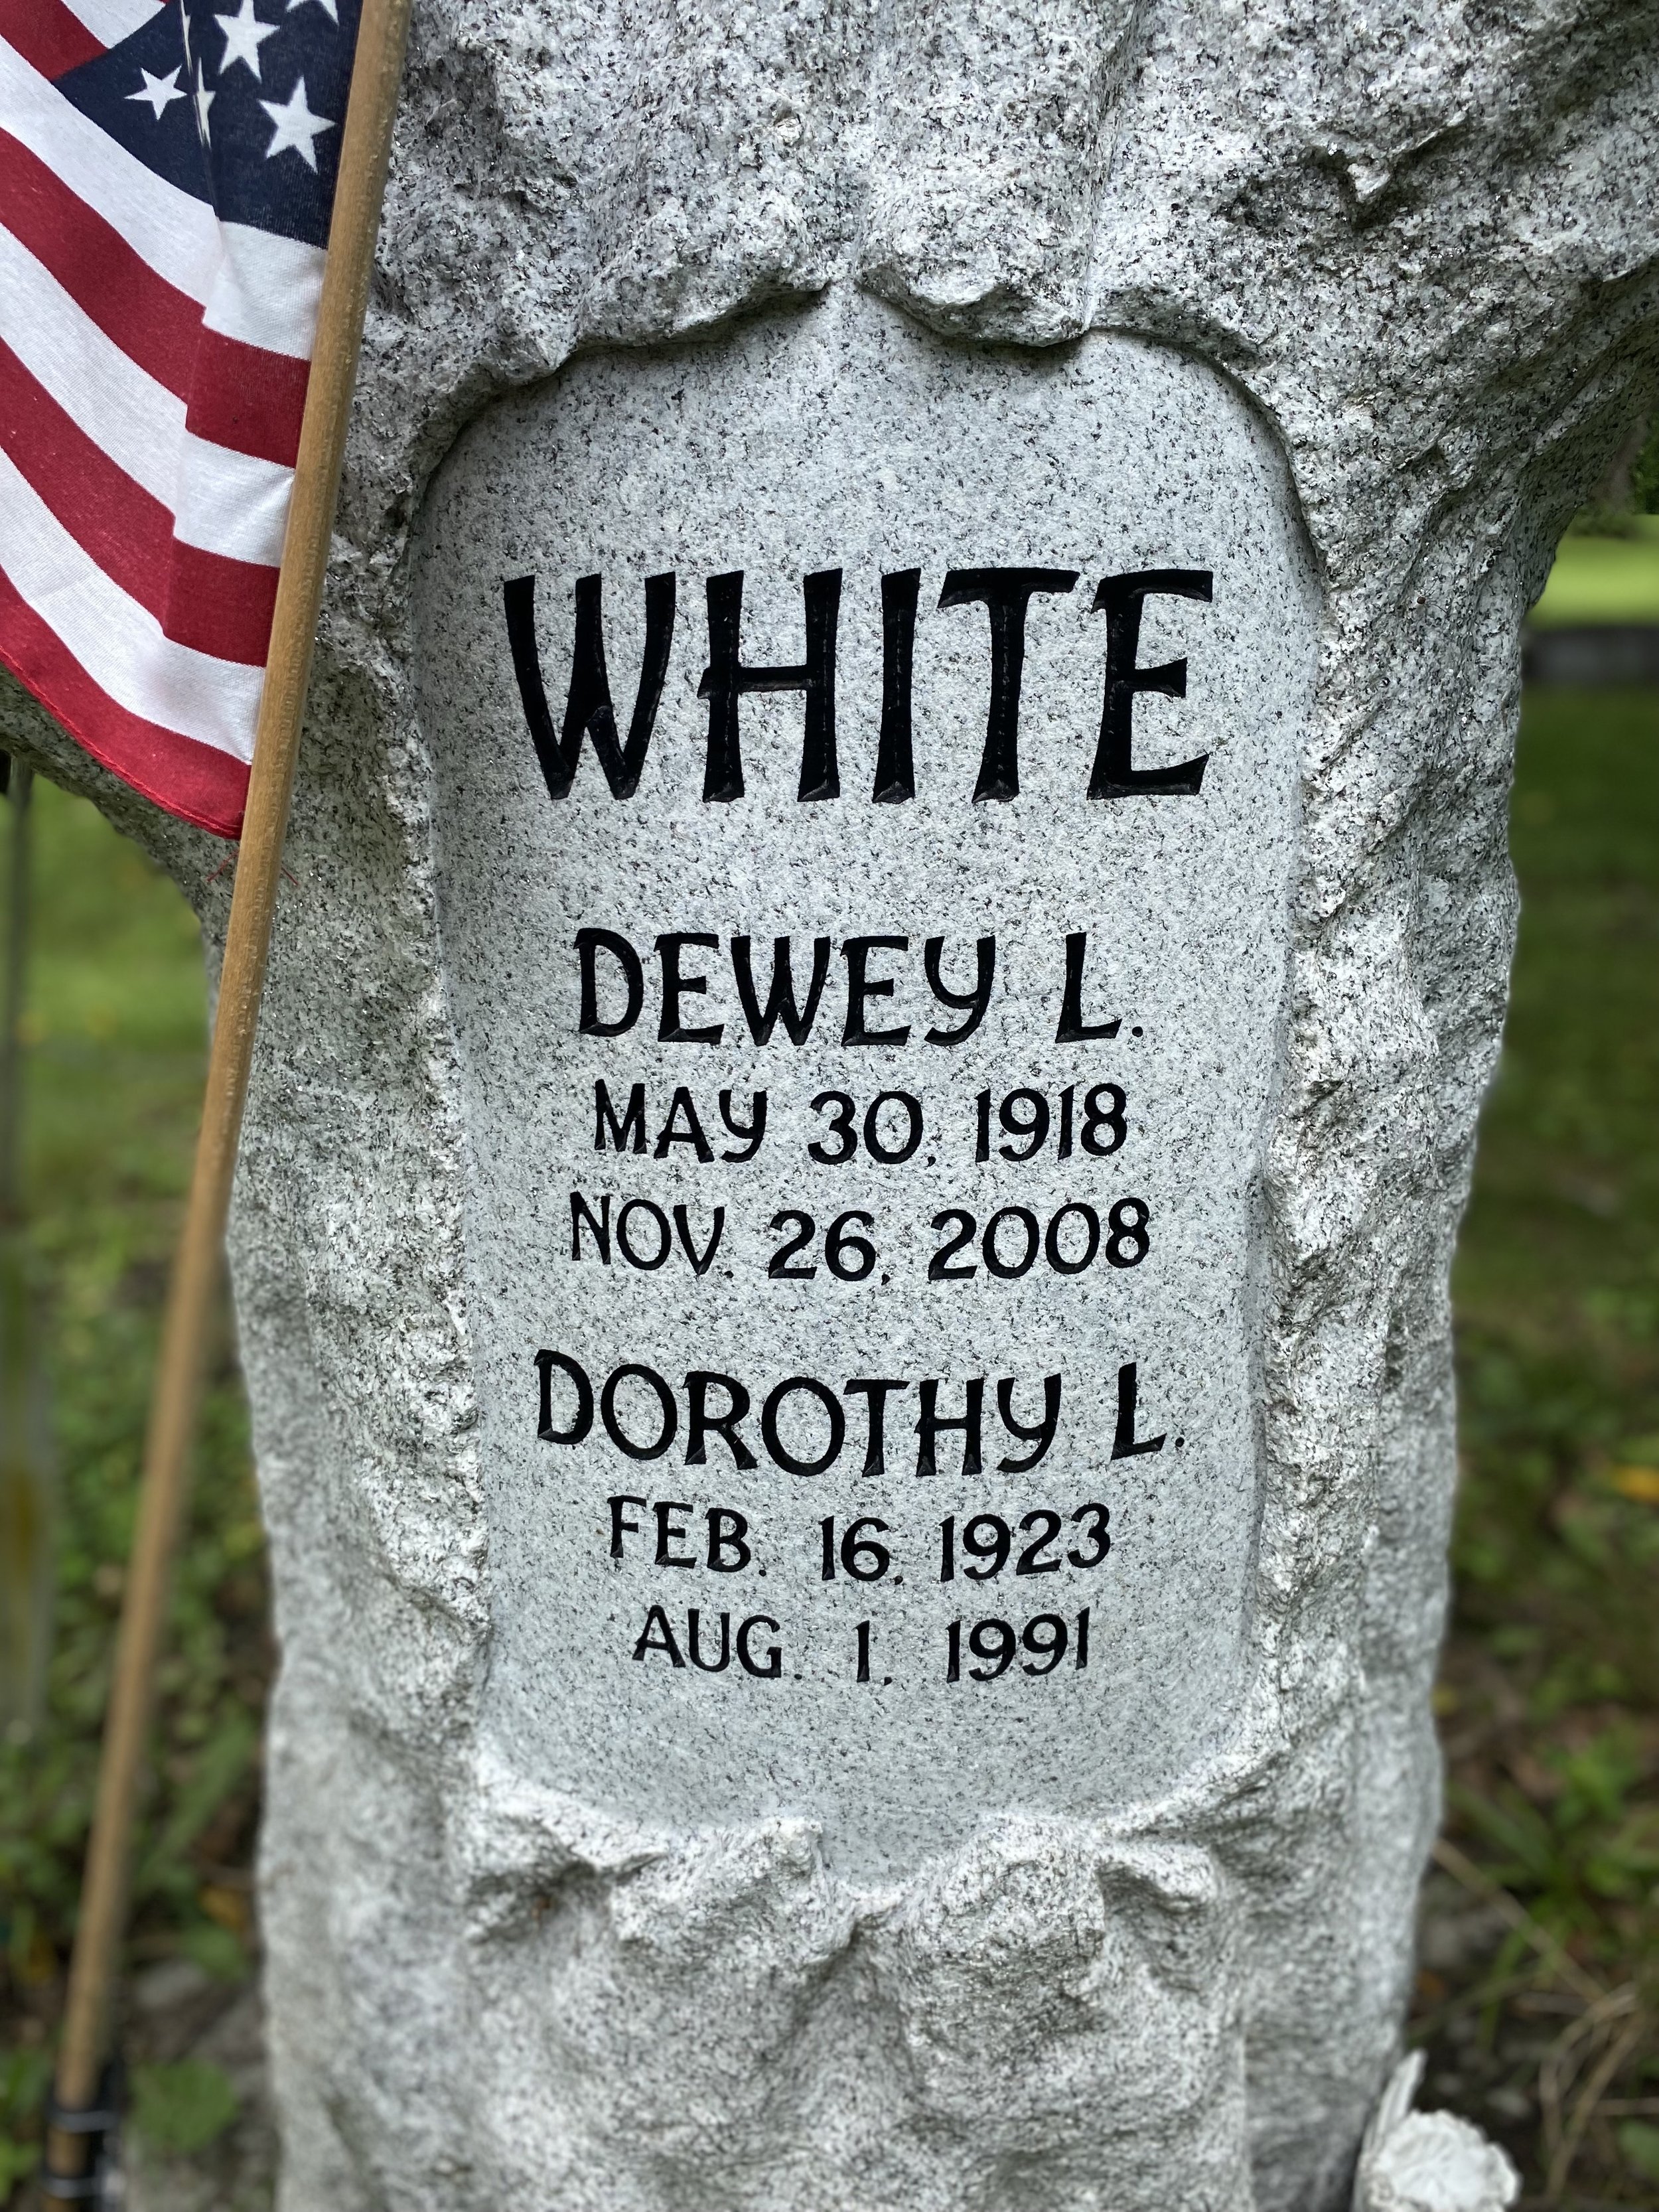 WHITE
DEWEY L.
MAY 30, 1918
NOV. 26, 2008
DOROTHY L.
FEB. 16, 1923
AUG. 1, 1991